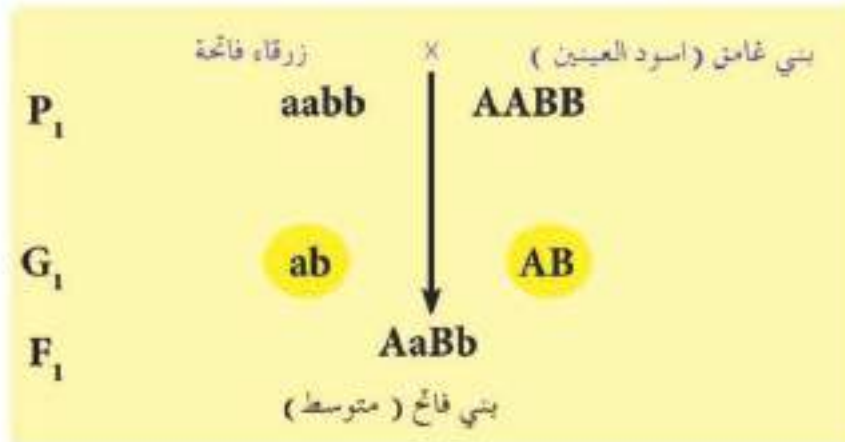 بني غامق ( اسود العينين ) × زرقاء فاتحة
P₁ aabb AABB
G₁ ab AB
F₁ AaBb
بني فاتح ( متوسط )